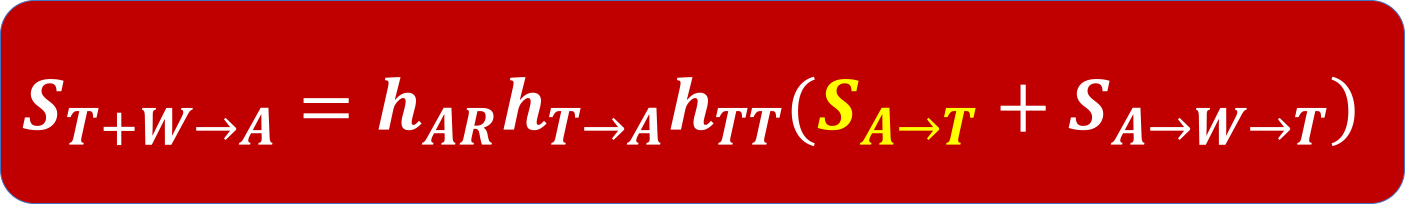 S_{T+W→A} = h_{AR}h_{T→A}h_{TT}(S_{A→T} + S_{A→W→T})